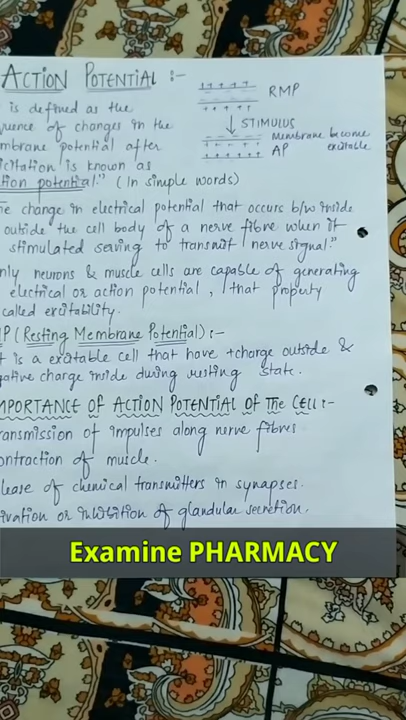 ACTION POTENTIAL :-
is defined as the
uence of changes in the
mbrane potential after
icitation is known as
tion potential." (In simple words)
+ + + + +
- - - -
- - - -
+ + + + +
RMP
STIMULUS
Membrane become
excitable
- - - - -
+ + + + +
+ + + + + +
AP
e change in electrical potential that occurs b/w inside
outside the cell body of a nerve fibre when it
stimulated serving to transmit nerve signal."
nly neurons & muscle cells are capable of generating
electrical or action potential, that property
called excitability.
P (Resting Membrane Potential) :-
t is a excitable cell that have +charge outside &
gative charge inside during resting state.
MPORTANCE OF ACTION POTENTIAL OF THE CELL:-
ransmission of impulses along nerve fibres
ontraction of muscle.
lease of chemical transmitters in synapses.
ivation or inhibition of glandular secretion.
Examine PHARMACY